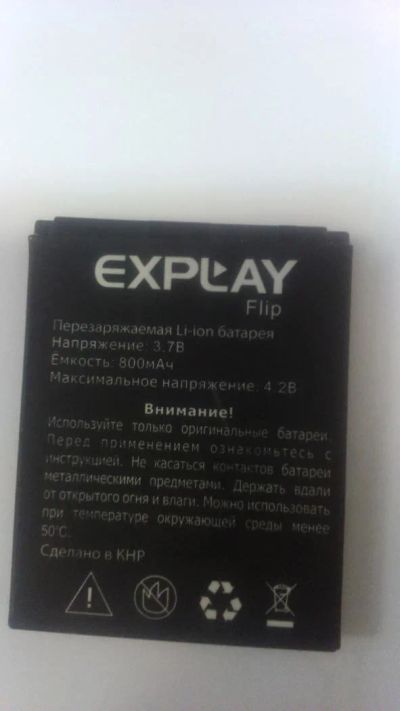 EXPLAY
Flip
Перезаряжаемая Li-ion батарея
Напряжение: 3.7В
Ёмкость: 800мАч
Максимальное напряжение: 4.2В
Внимание!
Используйте только оригинальные батареи.
Перед применением ознакомьтесь с
инструкцией. Не касаться контактов батареи
металлическими предметами. Держать вдали
от открытого огня и влаги. Можно использовать
при температуре окружающей среды менее
50°С.
Сделано в КНР